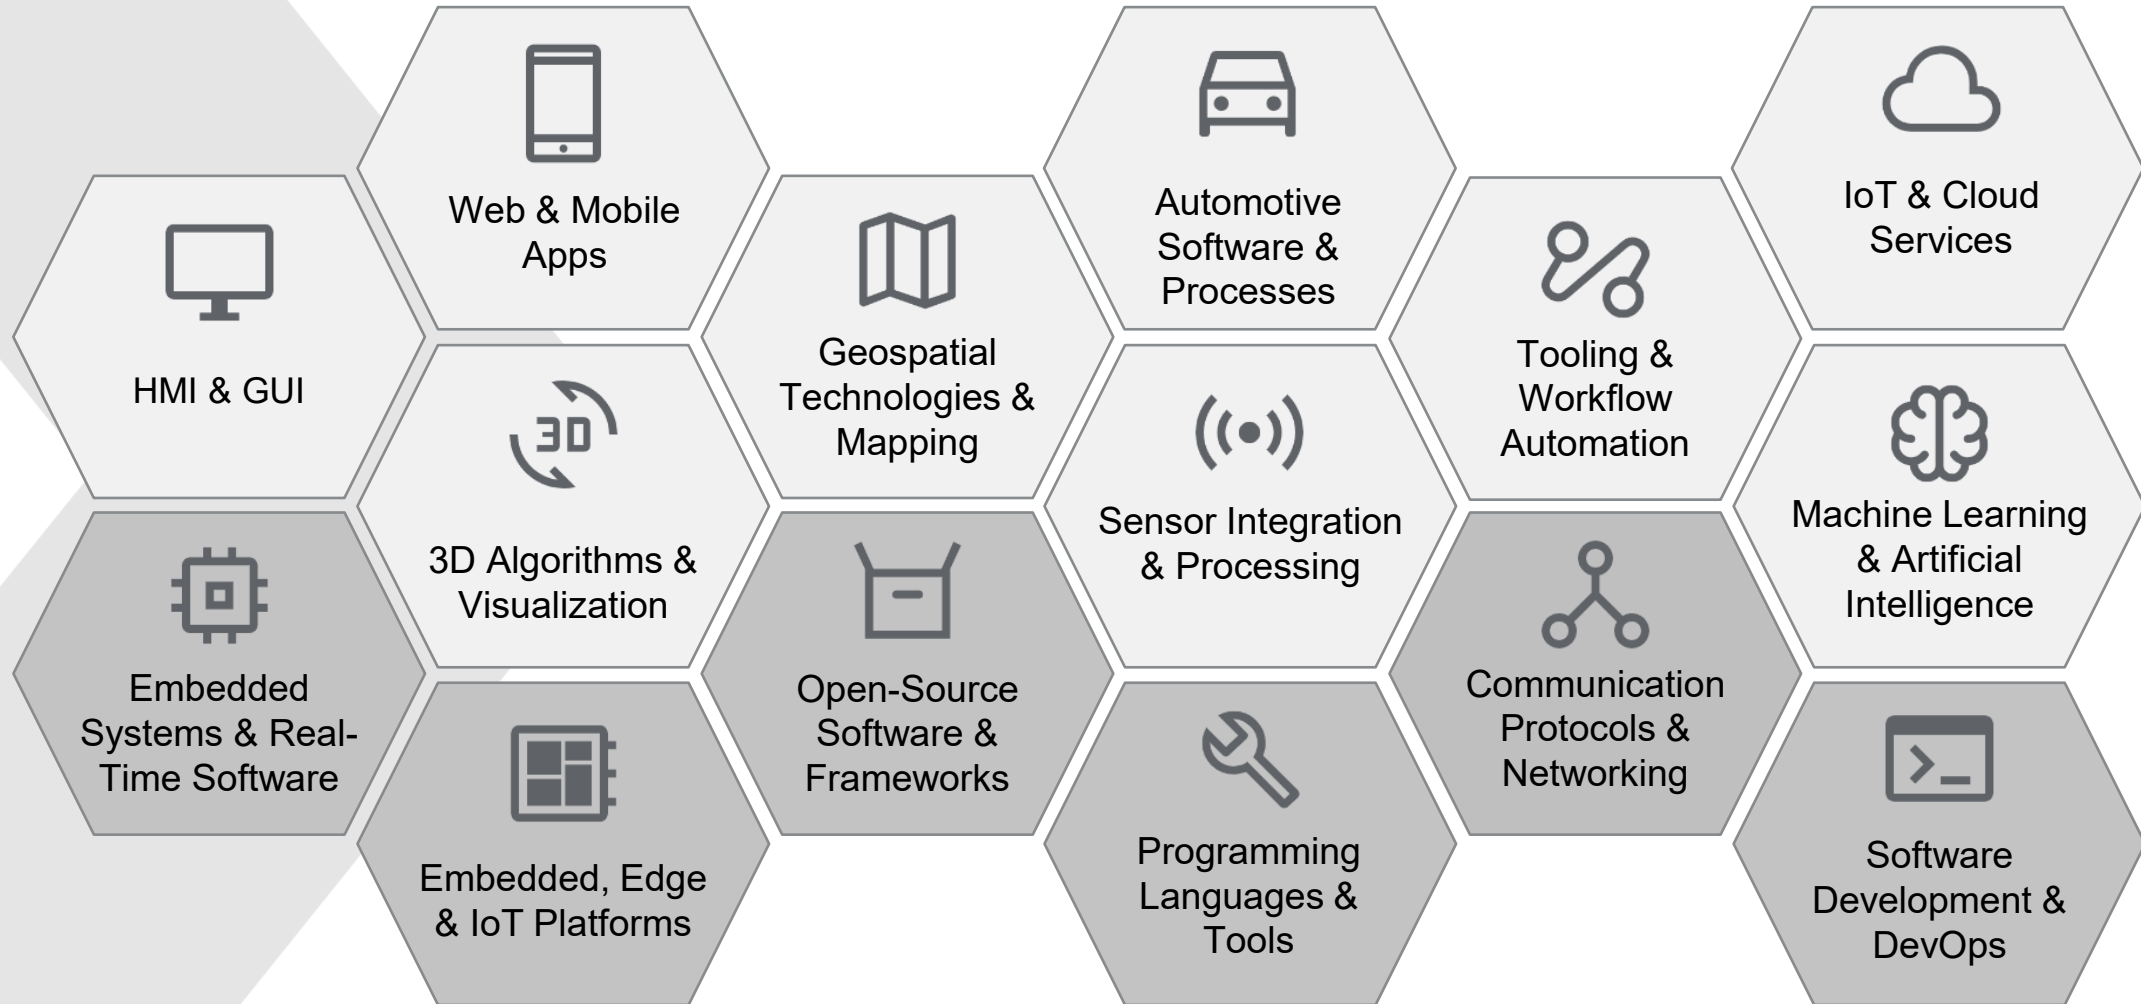 Web & Mobile
Apps
Automotive
Software &
Processes
IoT & Cloud
Services
HMI & GUI
Geospatial
Technologies &
Mapping
Tooling &
Workflow
Automation
3D
3D Algorithms &
Visualization
Sensor Integration
& Processing
Machine Learning
& Artificial
Intelligence
Embedded
Systems & Real-
Time Software
Open-Source
Software &
Frameworks
Communication
Protocols &
Networking
Embedded, Edge
& IoT Platforms
Programming
Languages &
Tools
Software
Development &
DevOps